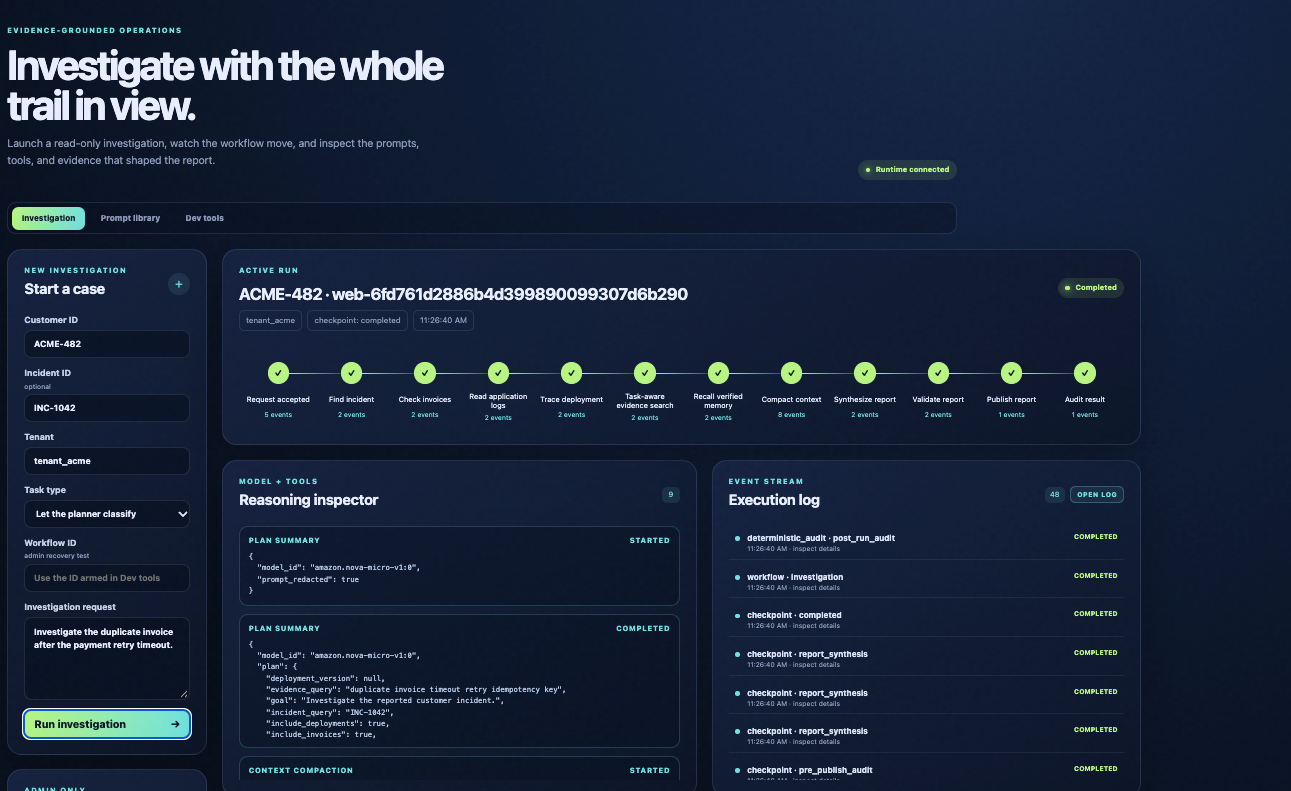 EVIDENCE-GROUNDED OPERATIONS
Investigate with the whole
trail in view.
Launch a read-only investigation, watch the workflow move, and inspect the prompts,
tools, and evidence that shaped the report.
Runtime connected
Investigation
Prompt library
Dev tools
NEW INVESTIGATION
Start a case
+
Customer ID
ACME-482
Incident ID
optional
INC-1042
Tenant
tenant_acme
Task type
Let the planner classify
Workflow ID
admin recovery test
Use the ID armed in Dev tools
Investigation request
Investigate the duplicate invoice
after the payment retry timeout.
Run investigation →
ADMIN ONLY
ACTIVE RUN
ACME-482 · web-6fd761d2886b4d399890099307d6b290
Completed
tenant_acme
checkpoint: completed
11:26:40 AM
Request accepted
5 events
Find incident
2 events
Check invoices
2 events
Read application
logs
2 events
Trace deployment
2 events
Task-aware
evidence search
2 events
Recall verified
memory
2 events
Compact context
8 events
Synthesize report
2 events
Validate report
2 events
Publish report
1 events
Audit result
1 events
MODEL + TOOLS
Reasoning inspector
9
PLAN SUMMARY STARTED
{
"model_id": "amazon.nova-micro-v1:0",
"prompt_redacted": true
}
PLAN SUMMARY COMPLETED
{
"model_id": "amazon.nova-micro-v1:0",
"plan": {
"deployment_version": null,
"evidence_query": "duplicate invoice timeout retry idempotency key",
"goal": "Investigate the reported customer incident.",
"incident_query": "INC-1042",
"include_deployments": true,
"include_invoices": true,
CONTEXT COMPACTION STARTED
EVENT STREAM
Execution log
48
OPEN LOG
deterministic_audit · post_run_audit COMPLETED
11:26:40 AM · inspect details
workflow · investigation COMPLETED
11:26:40 AM · inspect details
checkpoint · completed COMPLETED
11:26:40 AM · inspect details
checkpoint · report_synthesis COMPLETED
11:26:40 AM · inspect details
checkpoint · report_synthesis COMPLETED
11:26:40 AM · inspect details
checkpoint · report_synthesis COMPLETED
11:26:40 AM · inspect details
checkpoint · pre_publish_audit COMPLETED
11:26:40 AM · inspect details